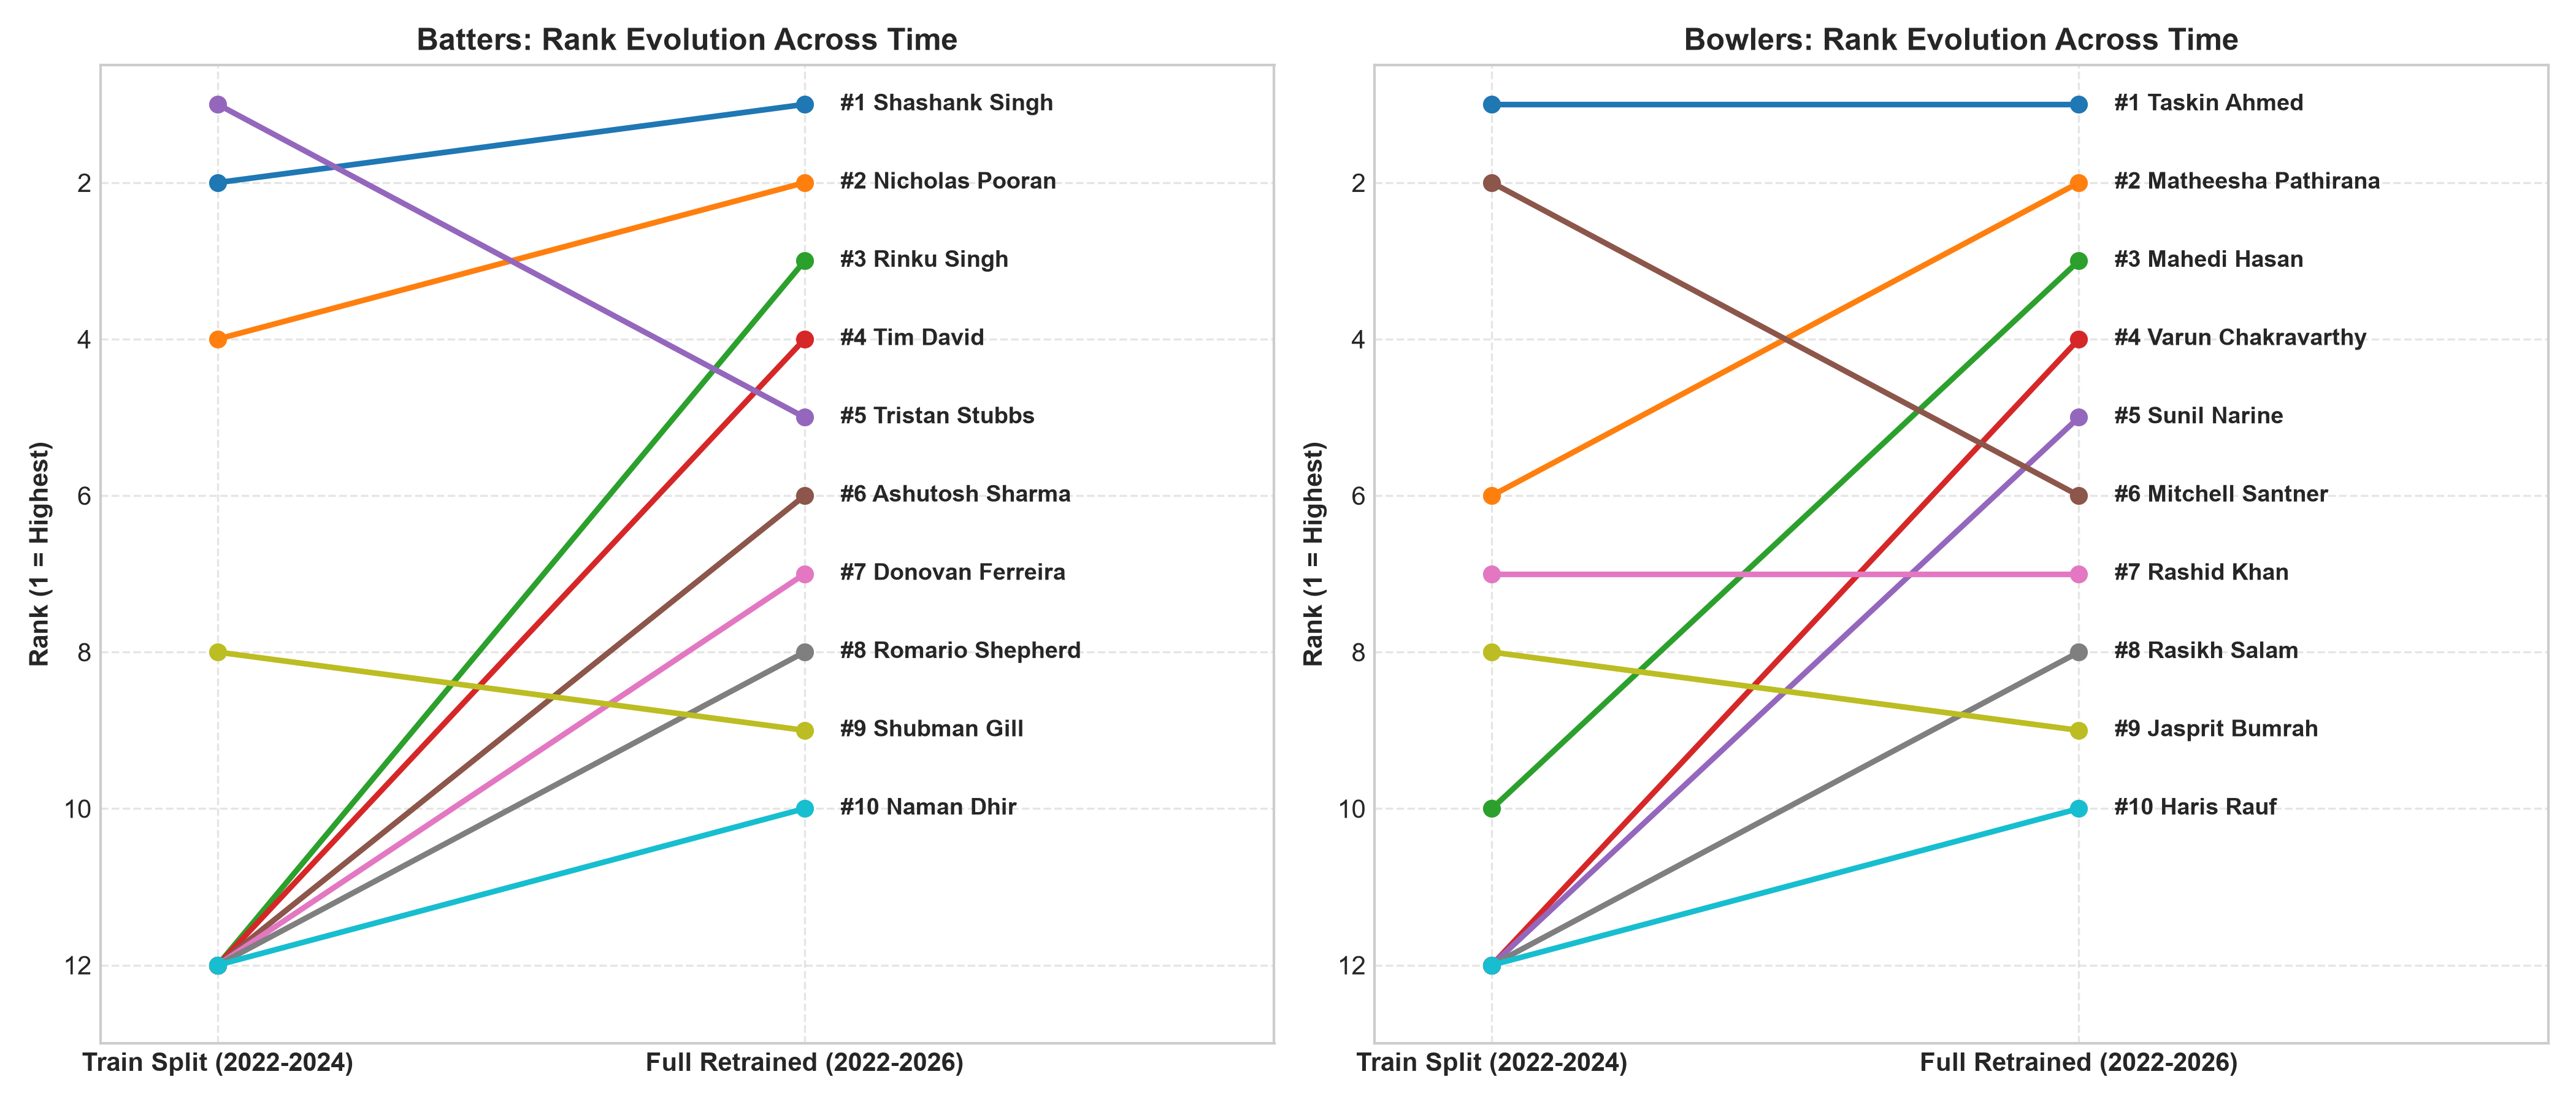 Batters: Rank Evolution Across Time
Rank (1 = Highest)
2
4
6
8
10
12
#1 Shashank Singh
#2 Nicholas Pooran
#3 Rinku Singh
#4 Tim David
#5 Tristan Stubbs
#6 Ashutosh Sharma
#7 Donovan Ferreira
#8 Romario Shepherd
#9 Shubman Gill
#10 Naman Dhir
Train Split (2022-2024)
Full Retrained (2022-2026)
Bowlers: Rank Evolution Across Time
Rank (1 = Highest)
2
4
6
8
10
12
#1 Taskin Ahmed
#2 Matheesha Pathirana
#3 Mahedi Hasan
#4 Varun Chakravarthy
#5 Sunil Narine
#6 Mitchell Santner
#7 Rashid Khan
#8 Rasikh Salam
#9 Jasprit Bumrah
#10 Haris Rauf
Train Split (2022-2024)
Full Retrained (2022-2026)